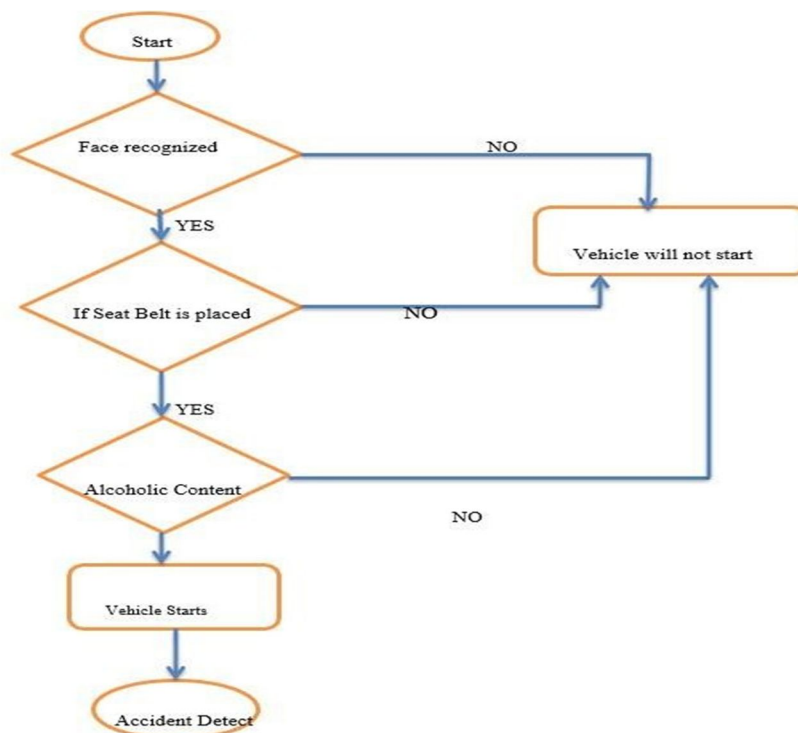 Start
Face recognized
NO
YES
Vehicle will not start
If Seat Belt is placed
NO
YES
Alcoholic Content
NO
Vehicle Starts
Accident Detect